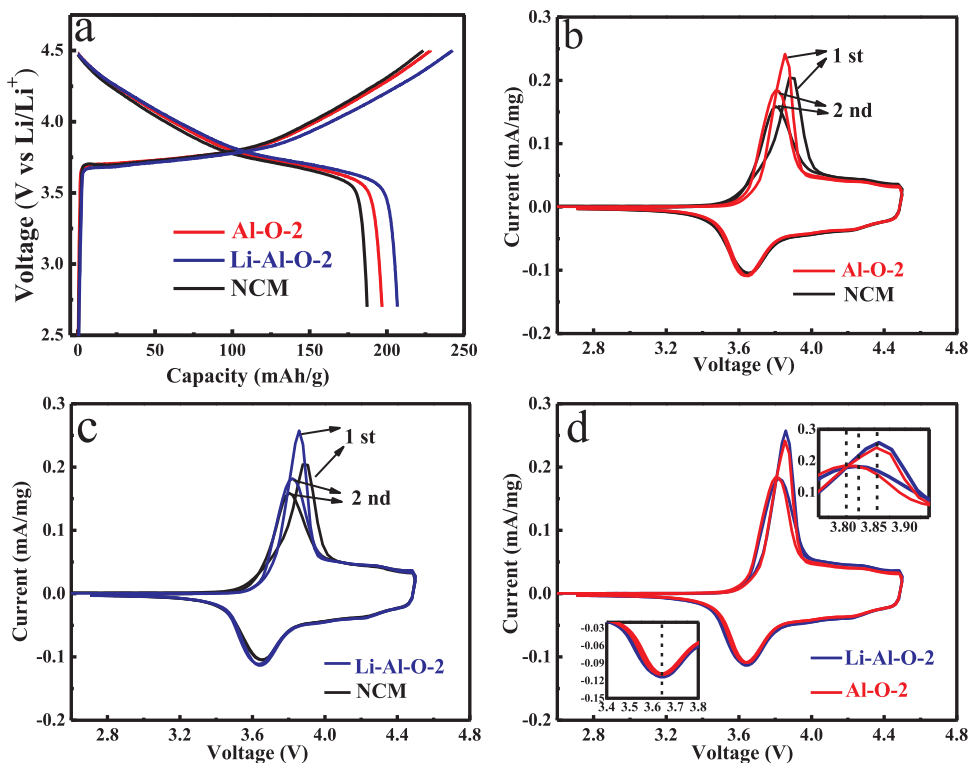 a
4.5
4.0
3.5
3.0
2.5
Voltage (V vs Li/Li+)
Al-O-2
Li-Al-O-2
NCM
0 50 100 150 200 250
Capacity (mAh/g)
b
0.3
0.2
0.1
0.0
-0.1
-0.2
Current (mA/mg)
1 st
2 nd
Al-O-2
NCM
2.8 3.2 3.6 4.0 4.4 4.8
Voltage (V)
c
0.3
0.2
0.1
0.0
-0.1
-0.2
Current (mA/mg)
1 st
2 nd
Li-Al-O-2
NCM
2.8 3.2 3.6 4.0 4.4 4.8
Voltage (V)
d
0.3
0.2
0.1
0.0
-0.1
-0.2
Current (mA/mg)
0.3
0.2
0.1
3.80 3.85 3.90
-0.03
-0.06
-0.09
-0.12
-0.15
3.4 3.5 3.6 3.7 3.8
Li-Al-O-2
Al-O-2
2.8 3.2 3.6 4.0 4.4 4.8
Voltage (V)